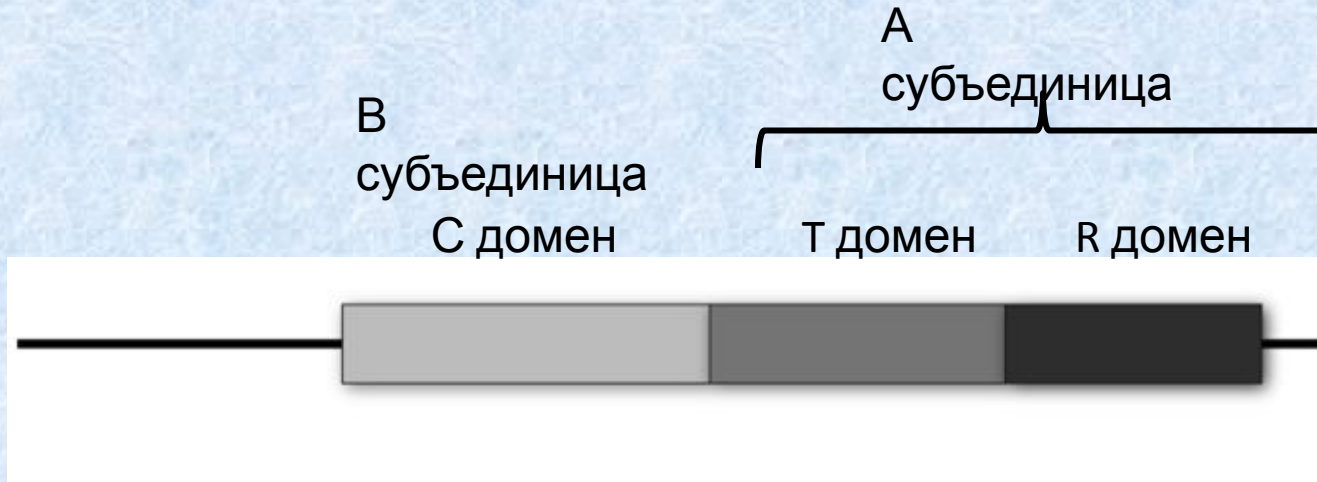 А
субъединица
В
субъединица
С домен
Т домен
R домен